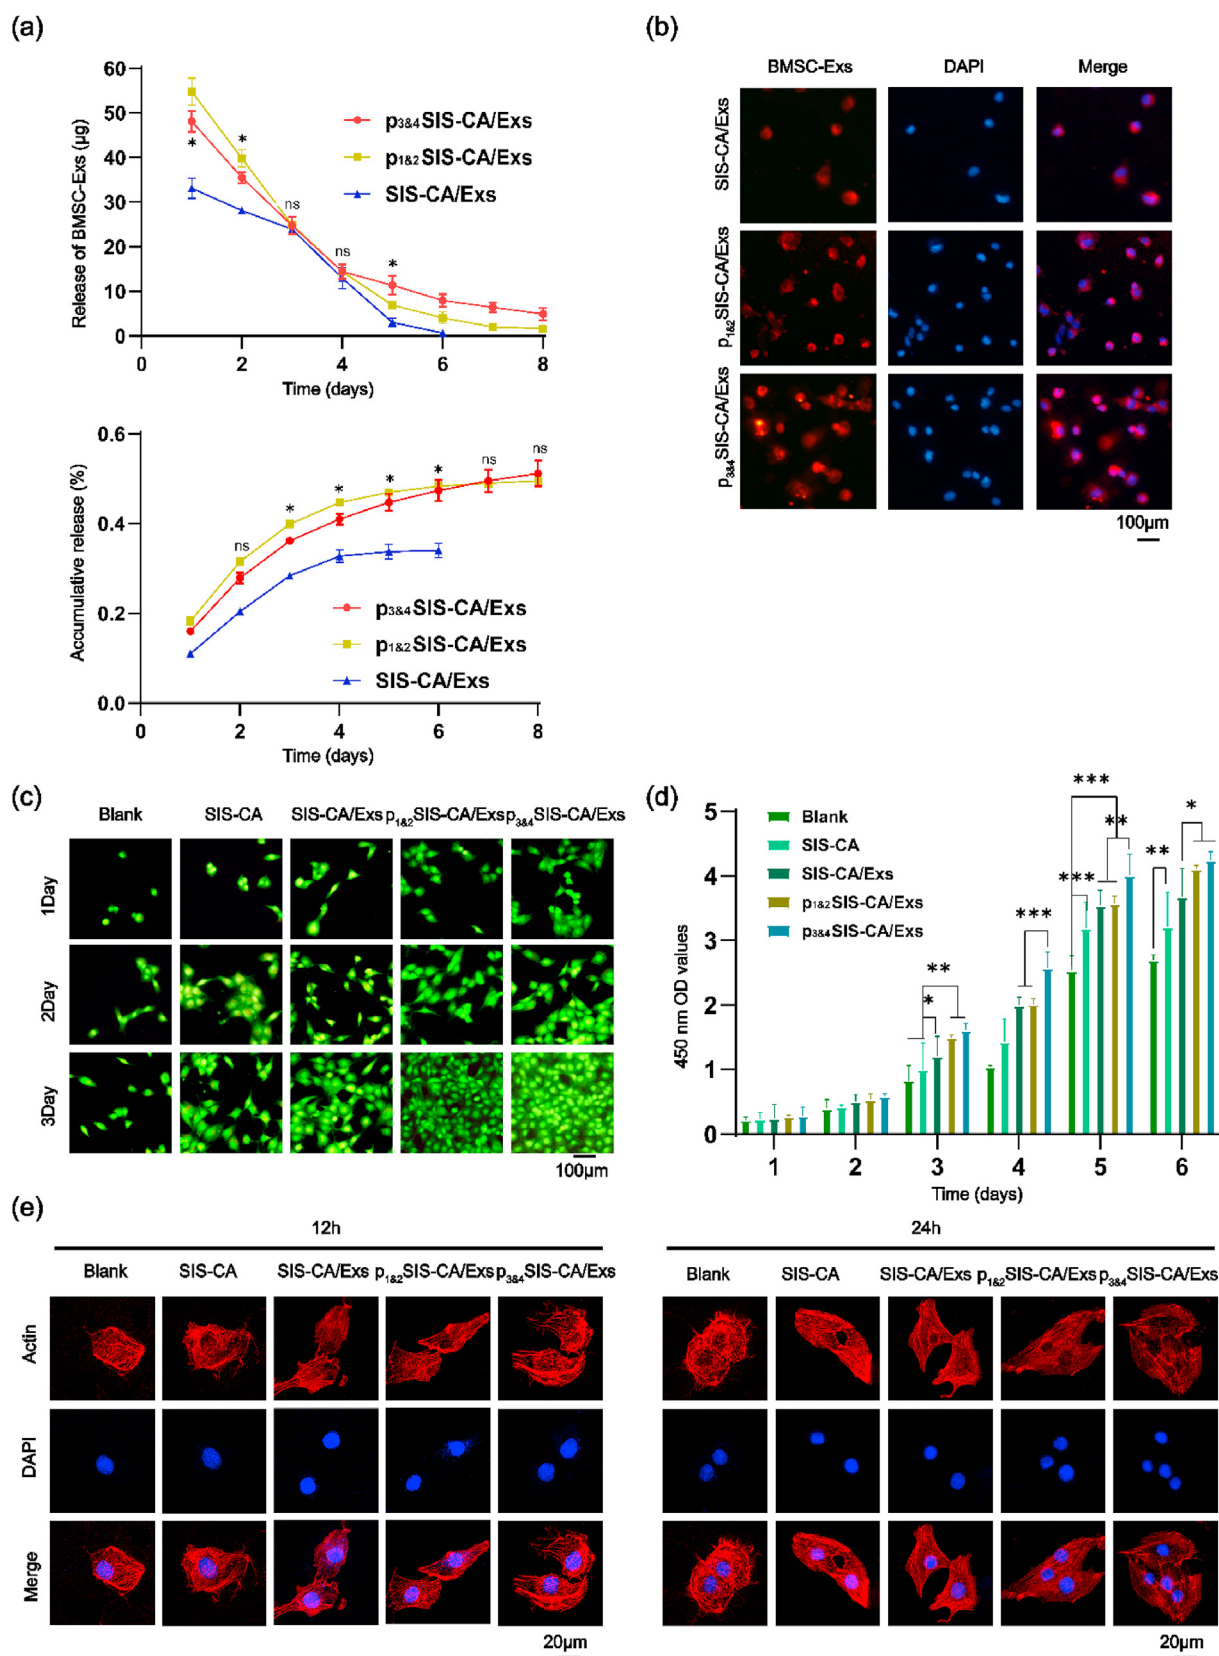 (a)
60
50
40
30
20
10
0
Release of BMSC-Exs (µg)
* * ns ns *
p3&4SIS-CA/Exs
p1&2SIS-CA/Exs
SIS-CA/Exs
0 2 4 6 8
Time (days)
0.6
0.4
0.2
0.0
Accumulative release (%)
ns * * * * ns ns
p3&4SIS-CA/Exs
p1&2SIS-CA/Exs
SIS-CA/Exs
0 2 4 6 8
Time (days)
(b)
BMSC-Exs DAPI Merge
SIS-CA/Exs
p1&2SIS-CA/Exs
p3&4SIS-CA/Exs
100µm
(c)
Blank SIS-CA SIS-CA/Exs p1&2SIS-CA/Exs p3&4SIS-CA/Exs
1Day
2Day
3Day
100µm
(d)
5
4
3
2
1
0
450 nm OD values
Blank
SIS-CA
SIS-CA/Exs
p1&2SIS-CA/Exs
p3&4SIS-CA/Exs
* ** *** *** *** ** ** *
1 2 3 4 5 6
Time (days)
(e)
12h 24h
Blank SIS-CA SIS-CA/Exs p1&2SIS-CA/Exs p3&4SIS-CA/Exs Blank SIS-CA SIS-CA/Exs p1&2SIS-CA/Exs p3&4SIS-CA/Exs
Actin
DAPI
Merge
20µm 20µm